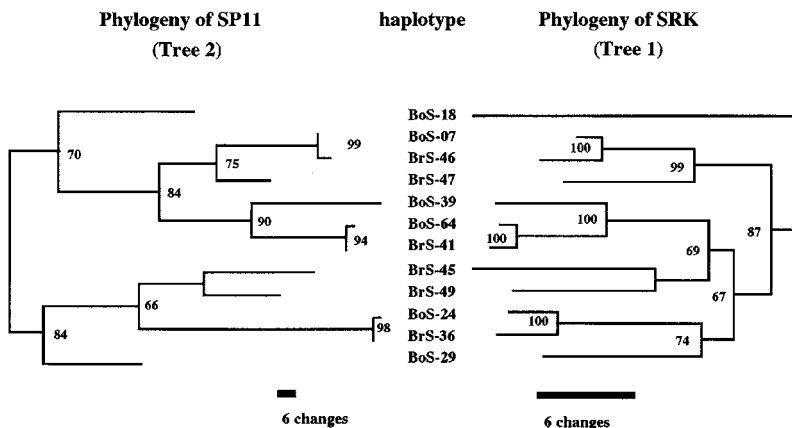 Phylogeny of SP11 haplotype Phylogeny of SRK
(Tree 2) (Tree 1)
BoS-18
BoS-07
99
100
BrS-46
70
75
99
BrS-47
84
BoS-39
90
100
BoS-64
94
100
BrS-41
87
69
BrS-45
BrS-49
66
67
BoS-24
98
100
BrS-36
84
74
BoS-29
6 changes
6 changes